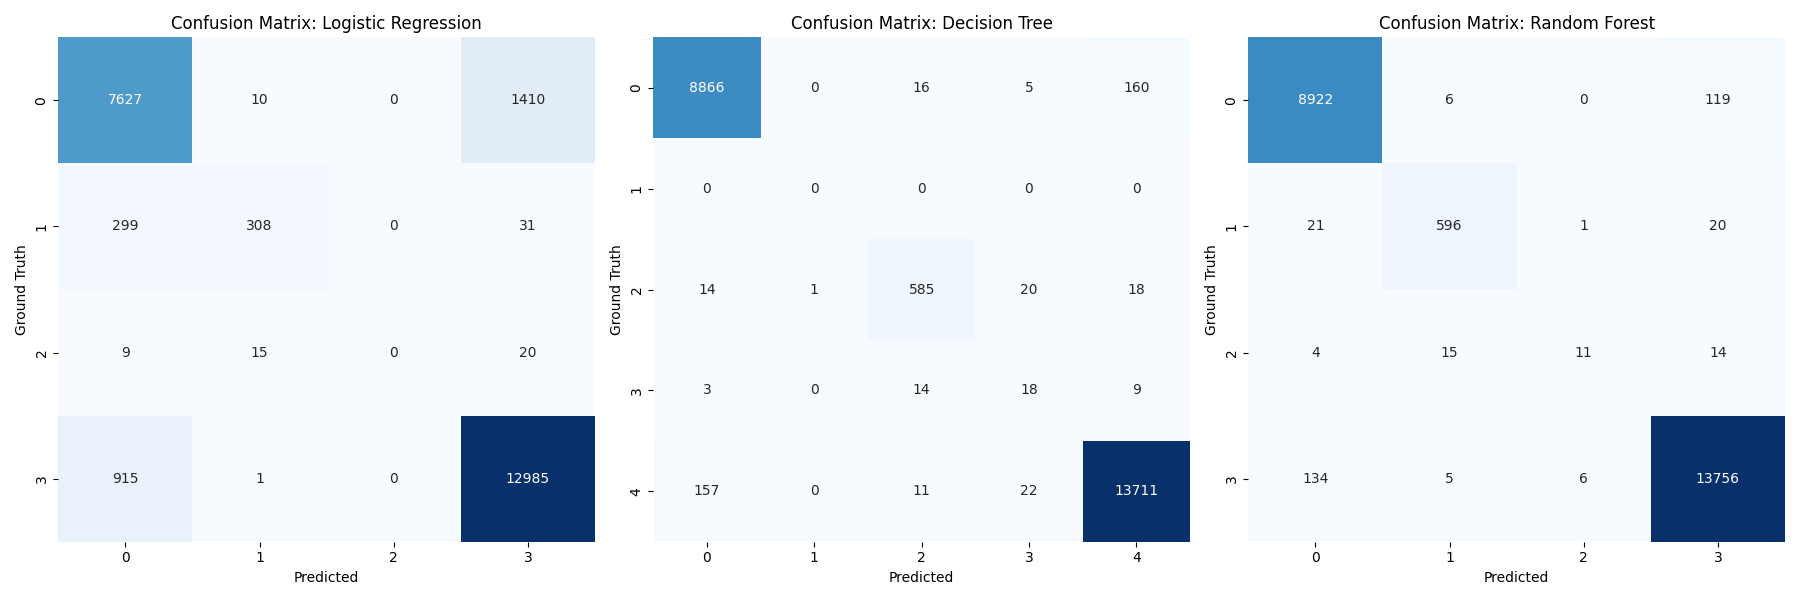 Confusion Matrix: Logistic Regression
Ground Truth
0
7627 10 0 1410
1
299 308 0 31
2
9 15 0 20
3
915 1 0 12985
0 1 2 3
Predicted
Confusion Matrix: Decision Tree
Ground Truth
0
8866 0 16 5 160
1
0 0 0 0 0
2
14 1 585 20 18
3
3 0 14 18 9
4
157 0 11 22 13711
0 1 2 3 4
Predicted
Confusion Matrix: Random Forest
Ground Truth
0
8922 6 0 119
1
21 596 1 20
2
4 15 11 14
3
134 5 6 13756
0 1 2 3
Predicted